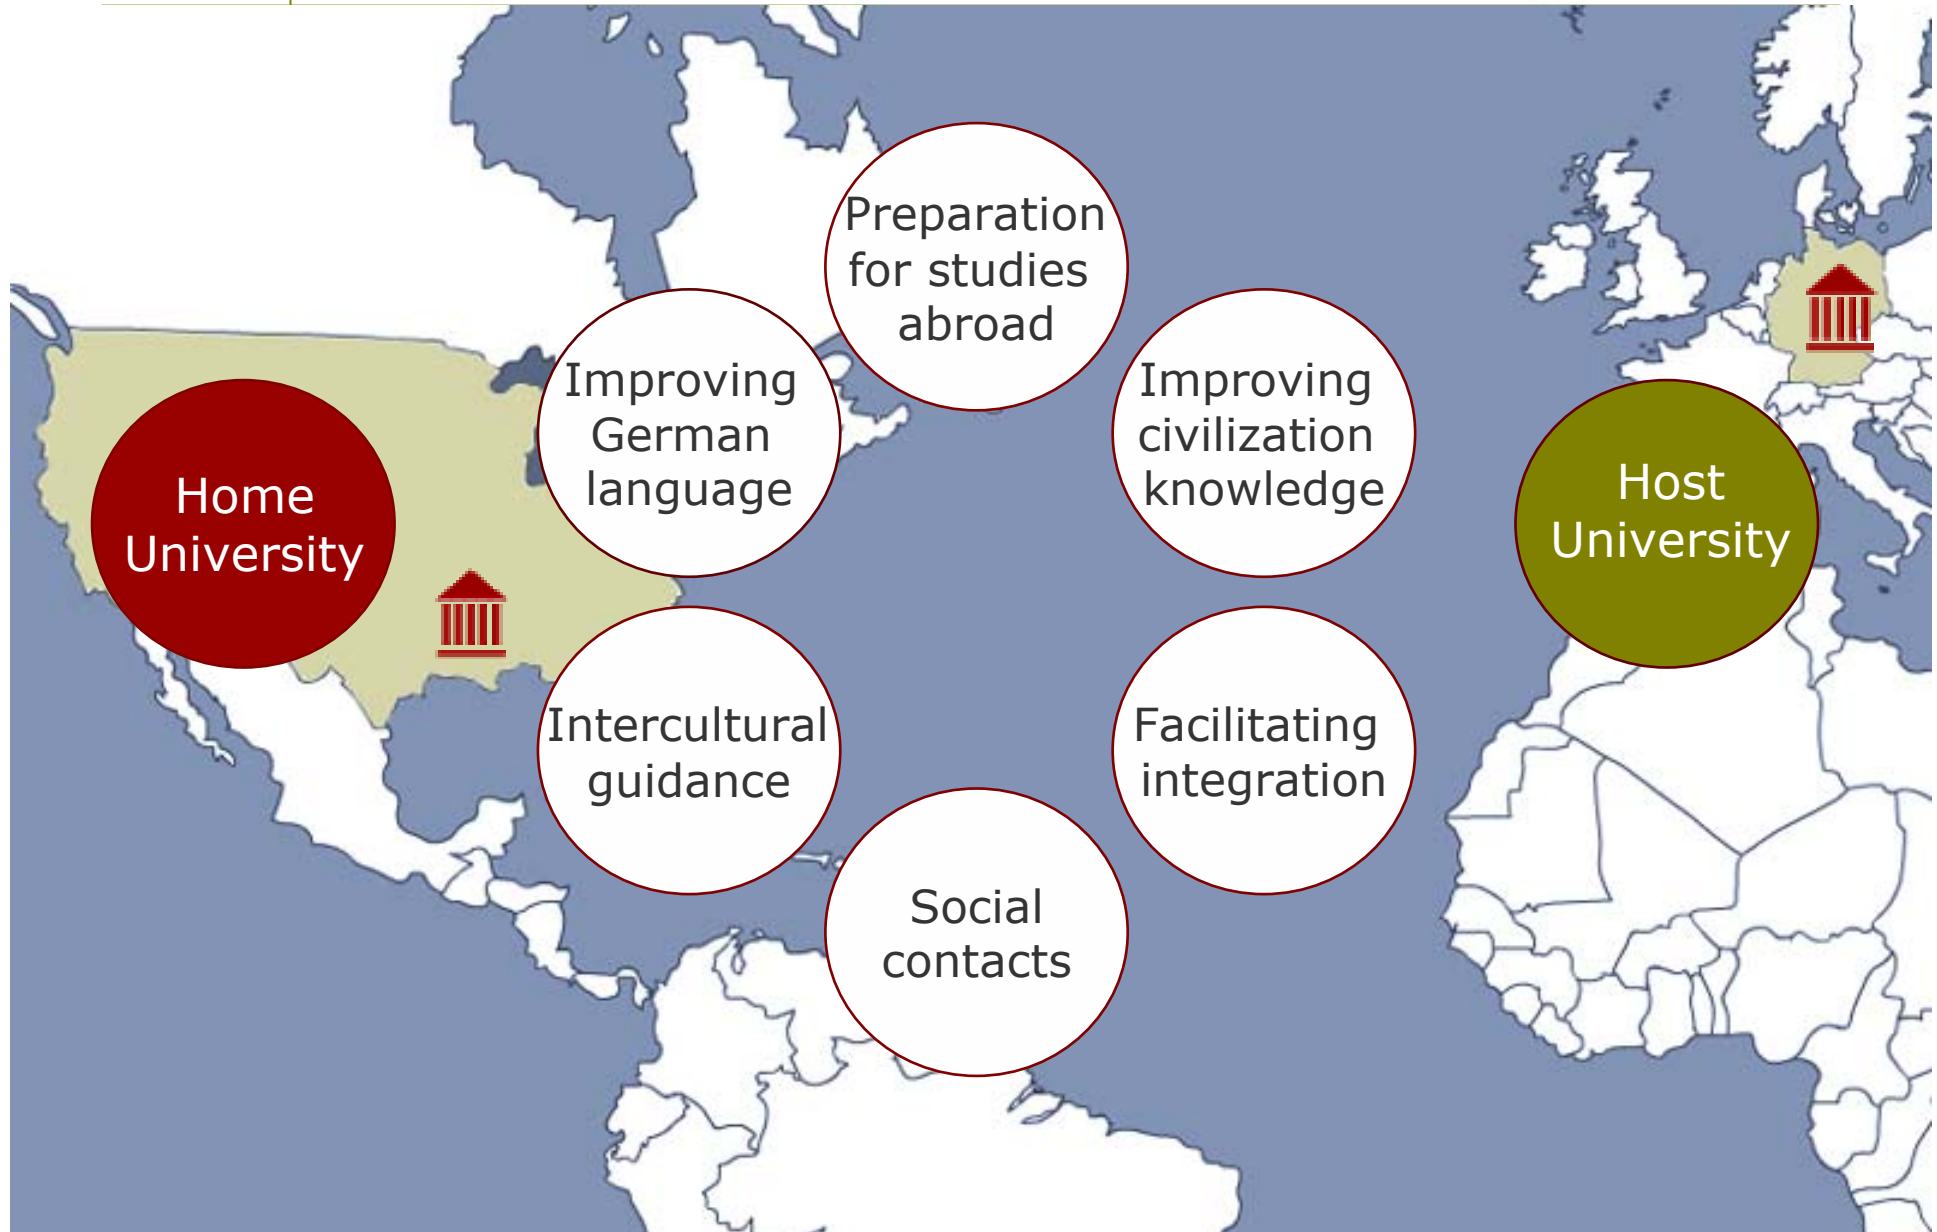 Preparation
for studies
abroad
Improving
German
language
Improving
civilization
knowledge
Home
University
Host
University
Intercultural
guidance
Facilitating
integration
Social
contacts